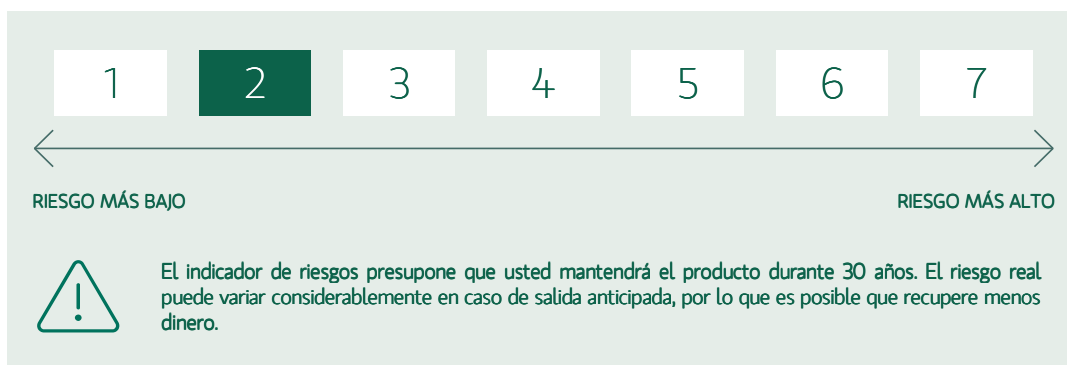 1 2 3 4 5 6 7
RIESGO MÁS BAJO RIESGO MÁS ALTO
El indicador de riesgos presupone que usted mantendrá el producto durante 30 años. El riesgo real
puede variar considerablemente en caso de salida anticipada, por lo que es posible que recupere menos
dinero.